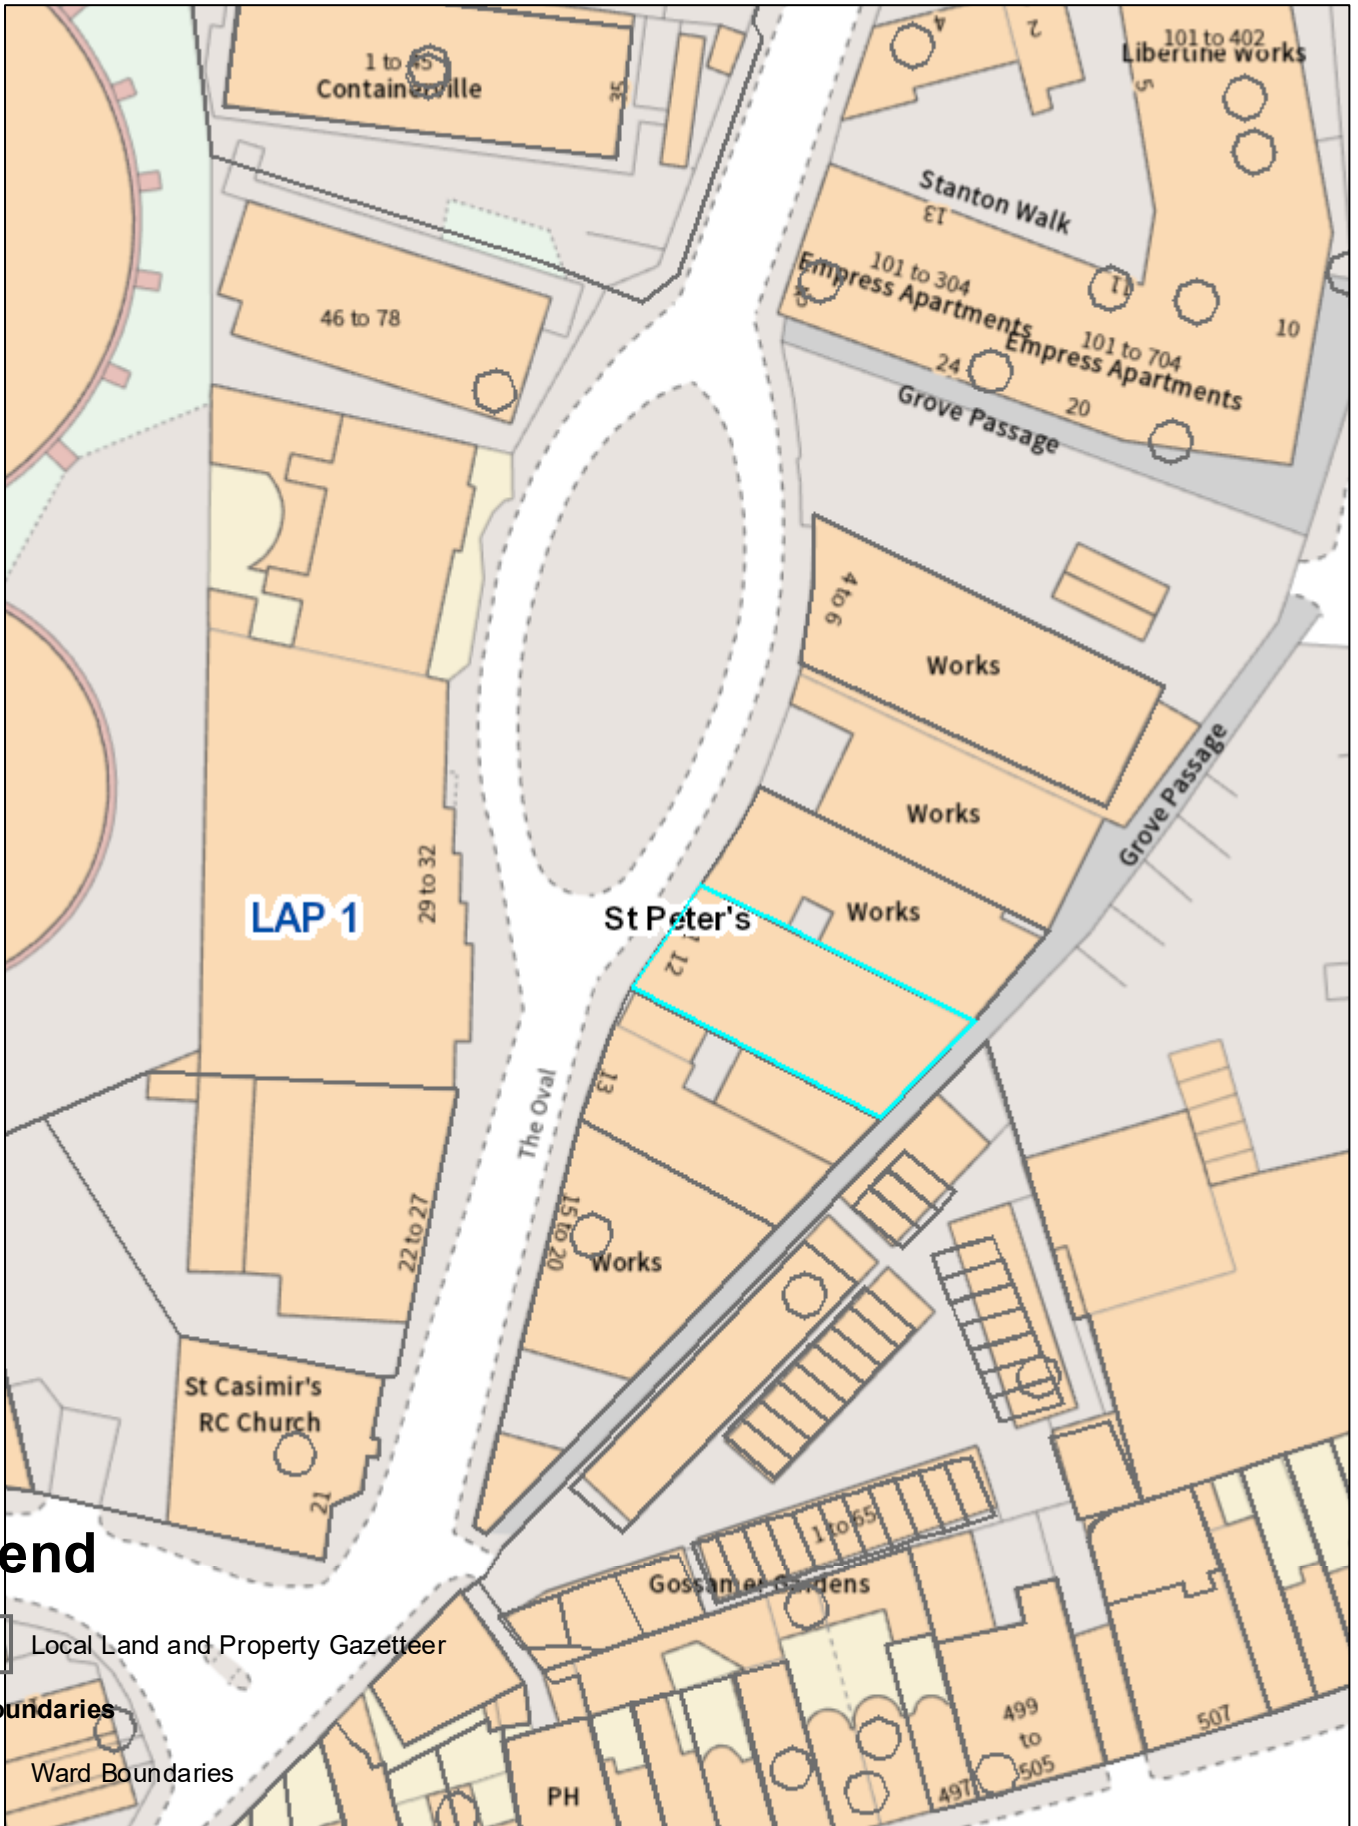 1 to 45
Containerville
35
4
2
101 to 402
Libertine Works
5
Stanton Walk
13
101 to 304
Empress Apartments
11
101 to 704
Empress Apartments
10
24
20
Grove Passage
46 to 78
4 to 6
Works
Works
Grove Passage
Works
29 to 32
LAP 1
St Peter's
12
13
The Oval
15 to 20
Works
22 to 27
St Casimir's
RC Church
21
1 to 65
Gossamer Gardens
end
Local Land and Property Gazetteer
oundaries
Ward Boundaries
PH
499
to
505
497
507